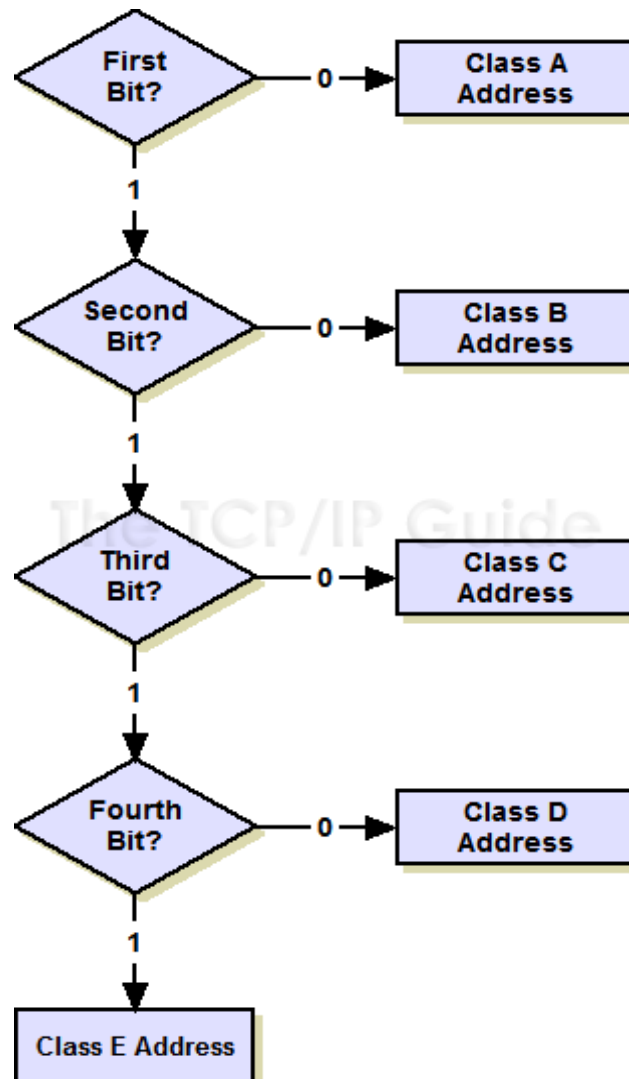 First
Bit?
0
Class A
Address
1
Second
Bit?
0
Class B
Address
1
The TCP/IP Guide
Third
Bit?
0
Class C
Address
1
Fourth
Bit?
0
Class D
Address
1
Class E Address